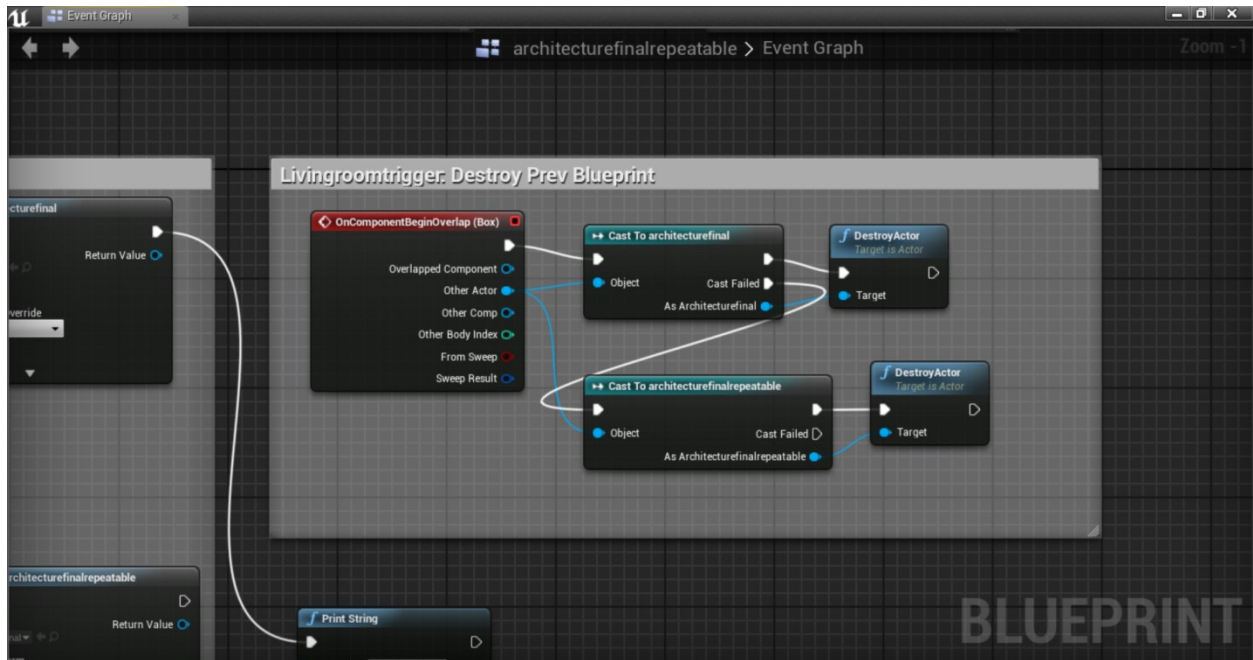 Event Graph
architecturefinalrepeatable > Event Graph
Zoom -1
cturefinal
Return Value
verride
Livingroomtrigger: Destroy Prev Blueprint
OnComponentBeginOverlap (Box)
Overlapped Component
Other Actor
Other Comp
Other Body Index
From Sweep
Sweep Result
Cast To architecturefinal
Object
Cast Failed
As Architecturefinal
DestroyActor
Target is Actor
Target
Cast To architecturefinalrepeatable
Object
Cast Failed
As Architecturefinalrepeatable
DestroyActor
Target is Actor
Target
rchitecturefinalrepeatable
Return Value
Print String
BLUEPRINT